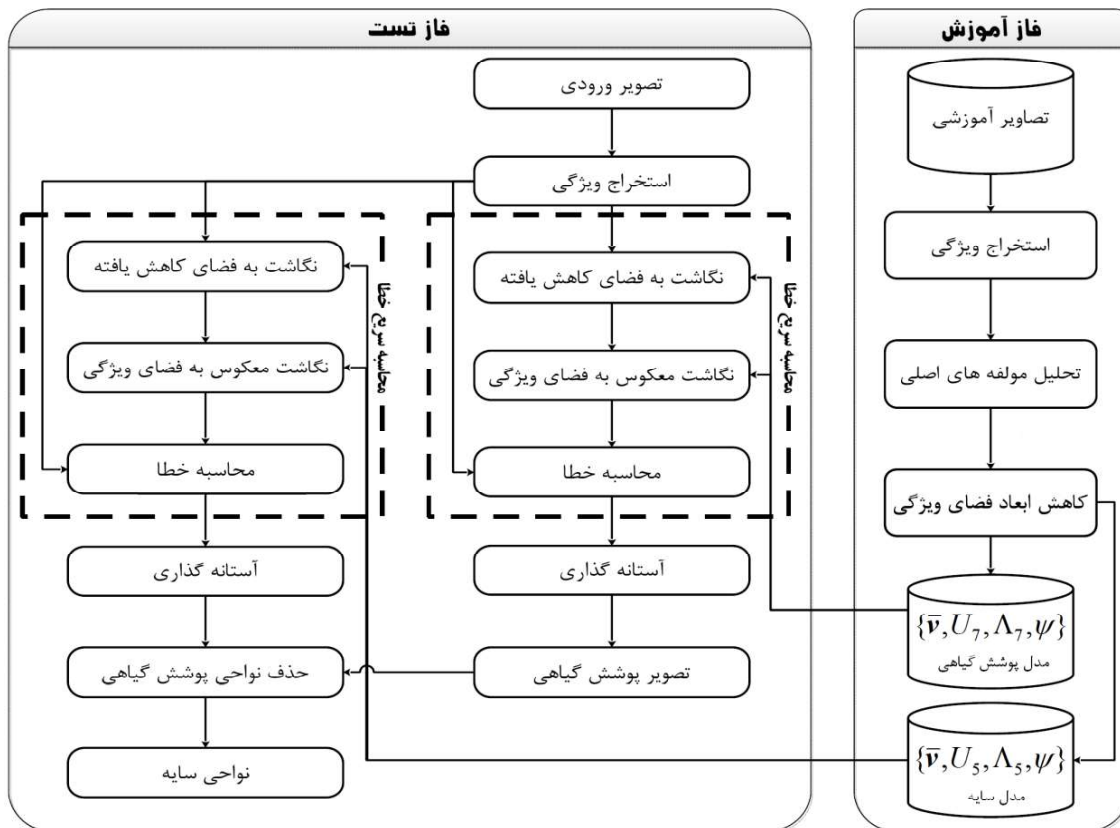 فاز آموزش
تصاویر آموزشی
استخراج ویژگی
تحلیل مولفه های اصلی
کاهش ابعاد فضای ویژگی
{v̄, U₇, Λ₇, ψ}
مدل پوشش گیاهی
{v̄, U₅, Λ₅, ψ}
مدل سایه
فاز تست
تصویر ورودی
استخراج ویژگی
محاسبه سریع خطا
نگاشت به فضای کاهش یافته
نگاشت معکوس به فضای ویژگی
محاسبه خطا
آستانه گذاری
تصویر پوشش گیاهی
محاسبه سریع خطا
نگاشت به فضای کاهش یافته
نگاشت معکوس به فضای ویژگی
محاسبه خطا
آستانه گذاری
حذف نواحی پوشش گیاهی
نواحی سایه